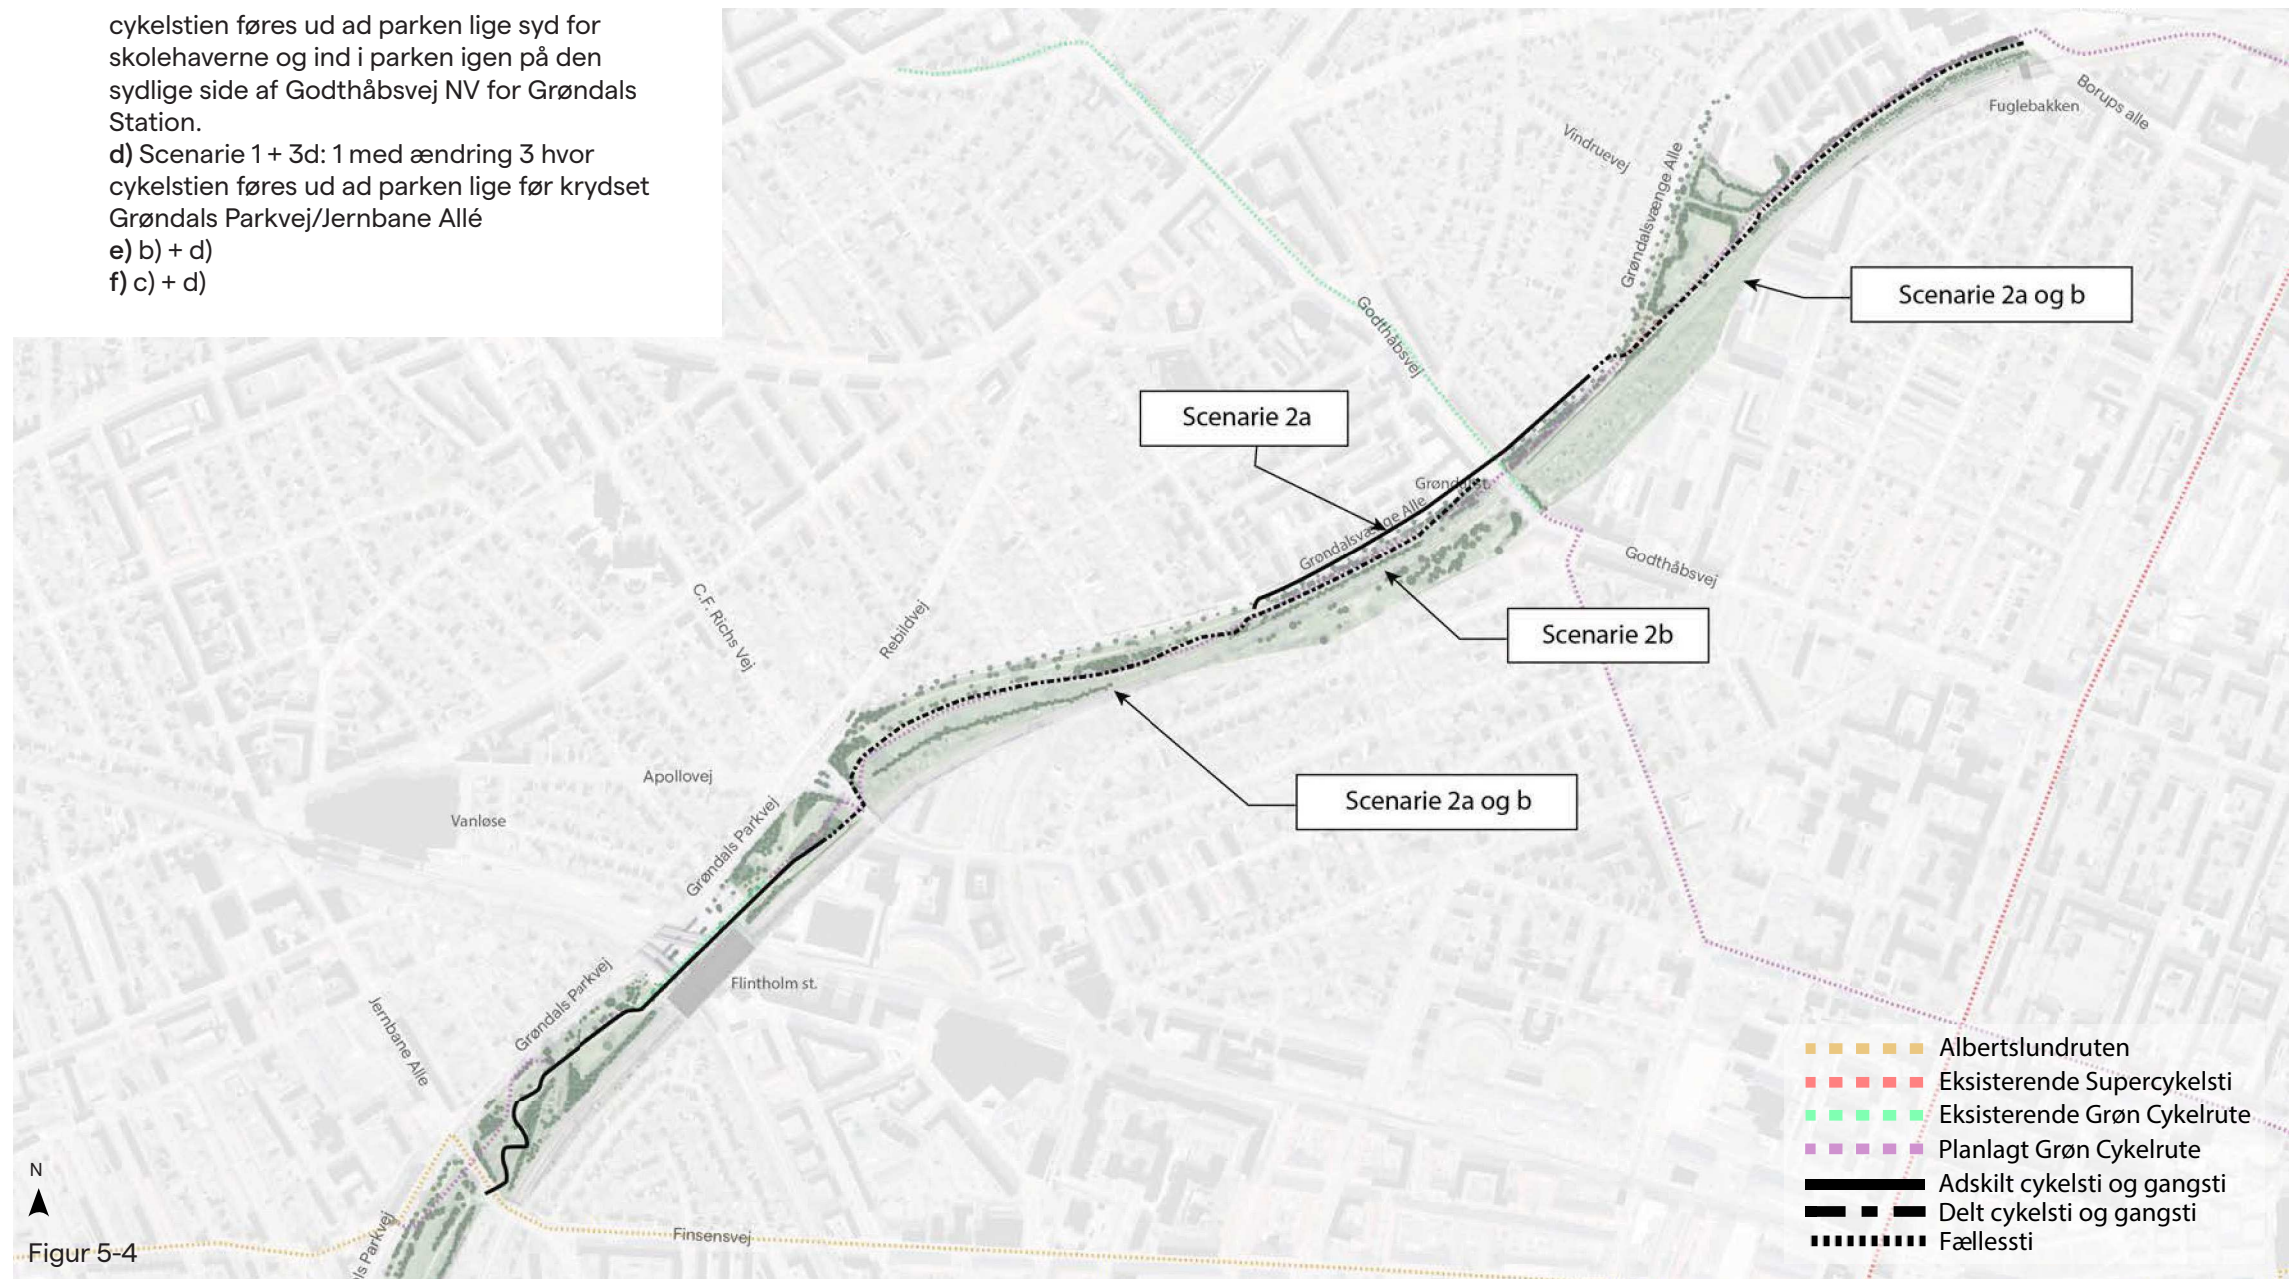 cykelstien føres ud ad parken lige syd for
skolehaverne og ind i parken igen på den
sydlige side af Godthåbsvej NV for Grøndals
Station.
d) Scenarie 1 + 3d: 1 med ændring 3 hvor
cykelstien føres ud ad parken lige før krydset
Grøndals Parkvej/Jernbane Allé
e) b) + d)
f) c) + d)
Borups alle
Fuglebakken
Vindruevej
Grøndalsvænge Alle
Scenarie 2a og b
Godthåbsvej
Scenarie 2a
Grøndal st.
Grøndalsvænge Alle
Godthåbsvej
Scenarie 2b
C.F. Richs Vej
Rebildvej
Apollovej
Scenarie 2a og b
Vanløse
Grøndals Parkvej
Flintholm st.
Grøndals Parkvej
Jernbane Alle
Albertslundruten
Eksisterende Supercykelsti
Eksisterende Grøn Cykelrute
Planlagt Grøn Cykelrute
Adskilt cykelsti og gangsti
Delt cykelsti og gangsti
Fællessti
N
Finsensvej
ls Parkvej
Figur 5-4